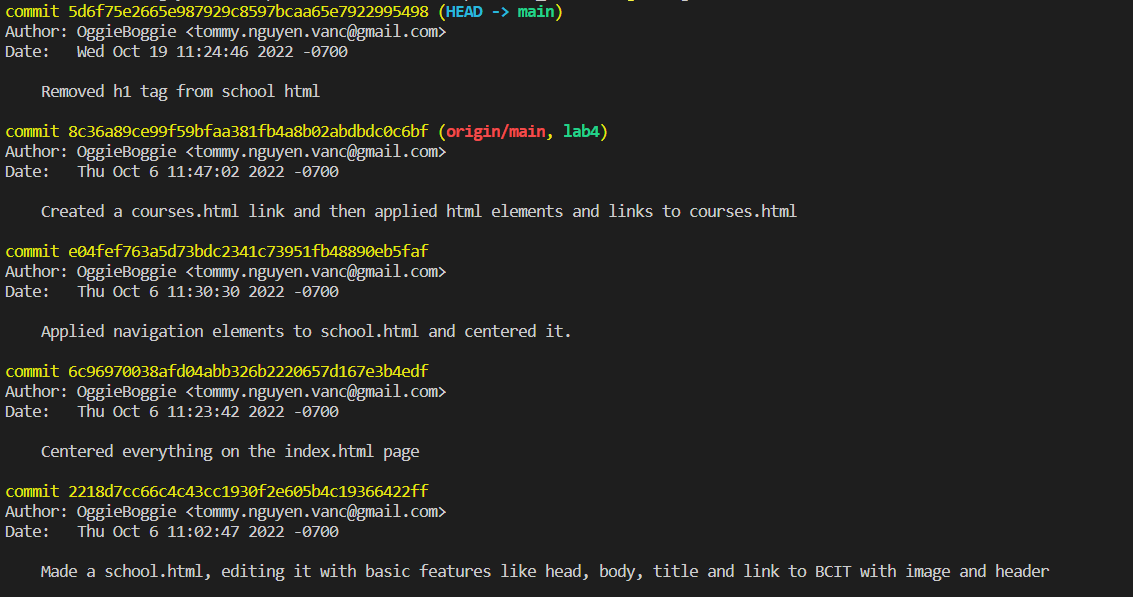 commit 5d6f75e2665e987929c8597bcaa65e7922995498 (HEAD -> main)
Author: OggieBoggie <tommy.nguyen.vanc@gmail.com>
Date:   Wed Oct 19 11:24:46 2022 -0700
Removed h1 tag from school html
commit 8c36a89ce99f59bfaa381fb4a8b02abdbdc0c6bf (origin/main, lab4)
Author: OggieBoggie <tommy.nguyen.vanc@gmail.com>
Date:   Thu Oct 6 11:47:02 2022 -0700
Created a courses.html link and then applied html elements and links to courses.html
commit e04fef763a5d73bdc2341c73951fb48890eb5faf
Author: OggieBoggie <tommy.nguyen.vanc@gmail.com>
Date:   Thu Oct 6 11:30:30 2022 -0700
Applied navigation elements to school.html and centered it.
commit 6c96970038afd04abb326b2220657d167e3b4edf
Author: OggieBoggie <tommy.nguyen.vanc@gmail.com>
Date:   Thu Oct 6 11:23:42 2022 -0700
Centered everything on the index.html page
commit 2218d7cc66c4c43cc1930f2e605b4c19366422ff
Author: OggieBoggie <tommy.nguyen.vanc@gmail.com>
Date:   Thu Oct 6 11:02:47 2022 -0700
Made a school.html, editing it with basic features like head, body, title and link to BCIT with image and header